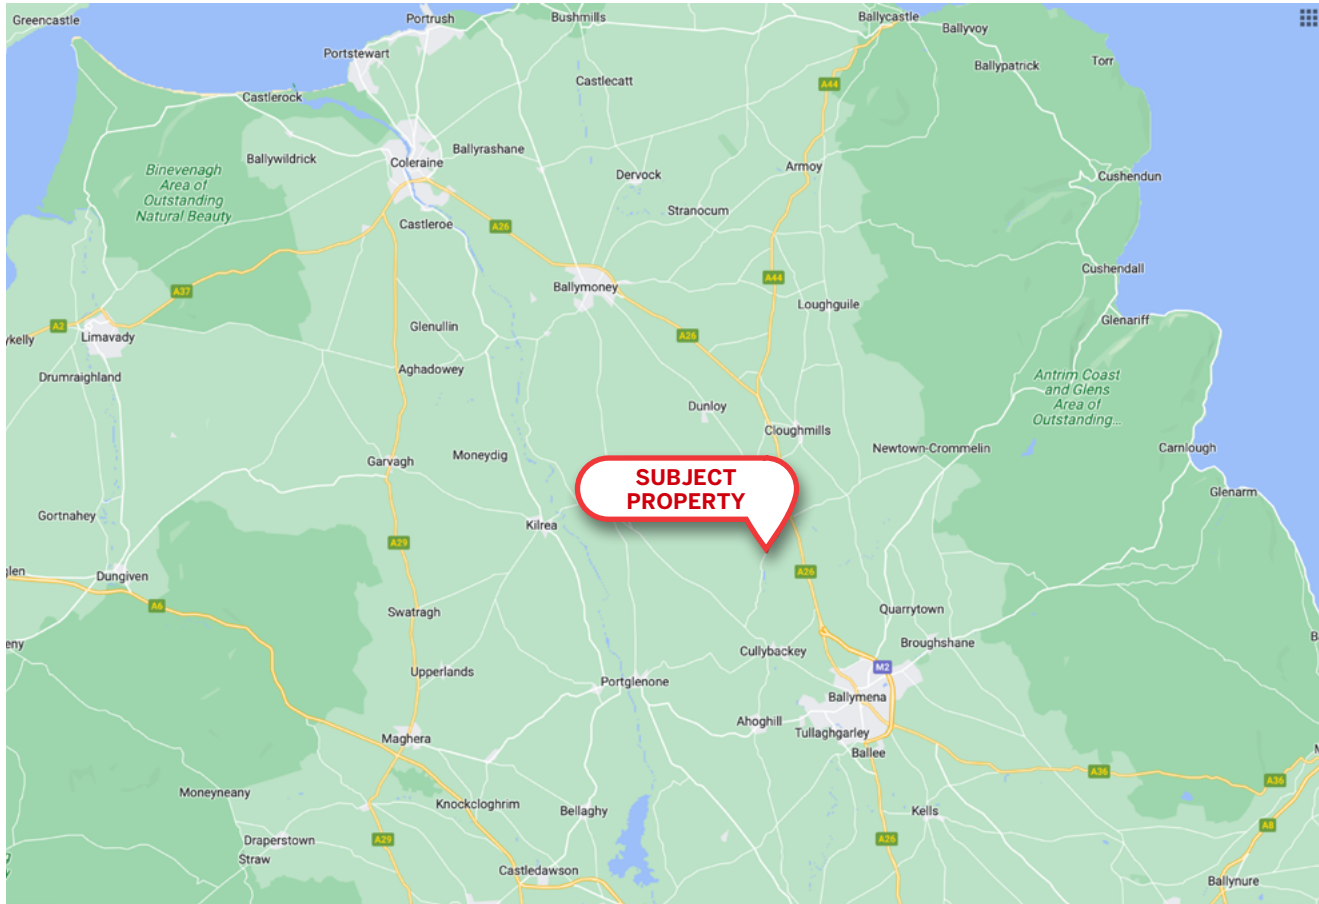 Greencastle
Portrush
Bushmills
Ballycastle
Ballyvoy
Portstewart
Ballypatrick
Torr
Castlecatt
A44
Castlerock
Ballywildrick
Coleraine
Ballyrashane
Armoy
Binevenagh
Area of
Outstanding
Natural Beauty
Dervock
Cushendun
Stranocum
Castleroe
A26
Cushendall
A44
Ballymoney
A37
Loughguile
Glenariff
A2
Limavady
ykelly
Glenullin
A26
Aghadowey
Drumraighland
Antrim Coast
and Glens
Area of
Outstanding...
Dunloy
Cloughmills
Newtown-Crommelin
Carnlough
Garvagh
Moneydig
SUBJECT
PROPERTY
Glenarm
Gortnahey
Kilrea
A29
glen
Dungiven
A26
A6
Swatragh
Quarrytown
eny
Cullybackey
Broughshane
B
M2
Upperlands
Portglenone
Ballymena
Ahoghill
Tullaghgarley
Maghera
Ballee
A36
A36
Moneyneany
Knockcloghrim
Bellaghy
Kells
Draperstown
Straw
A29
A26
A8
Castledawson
Ballynure